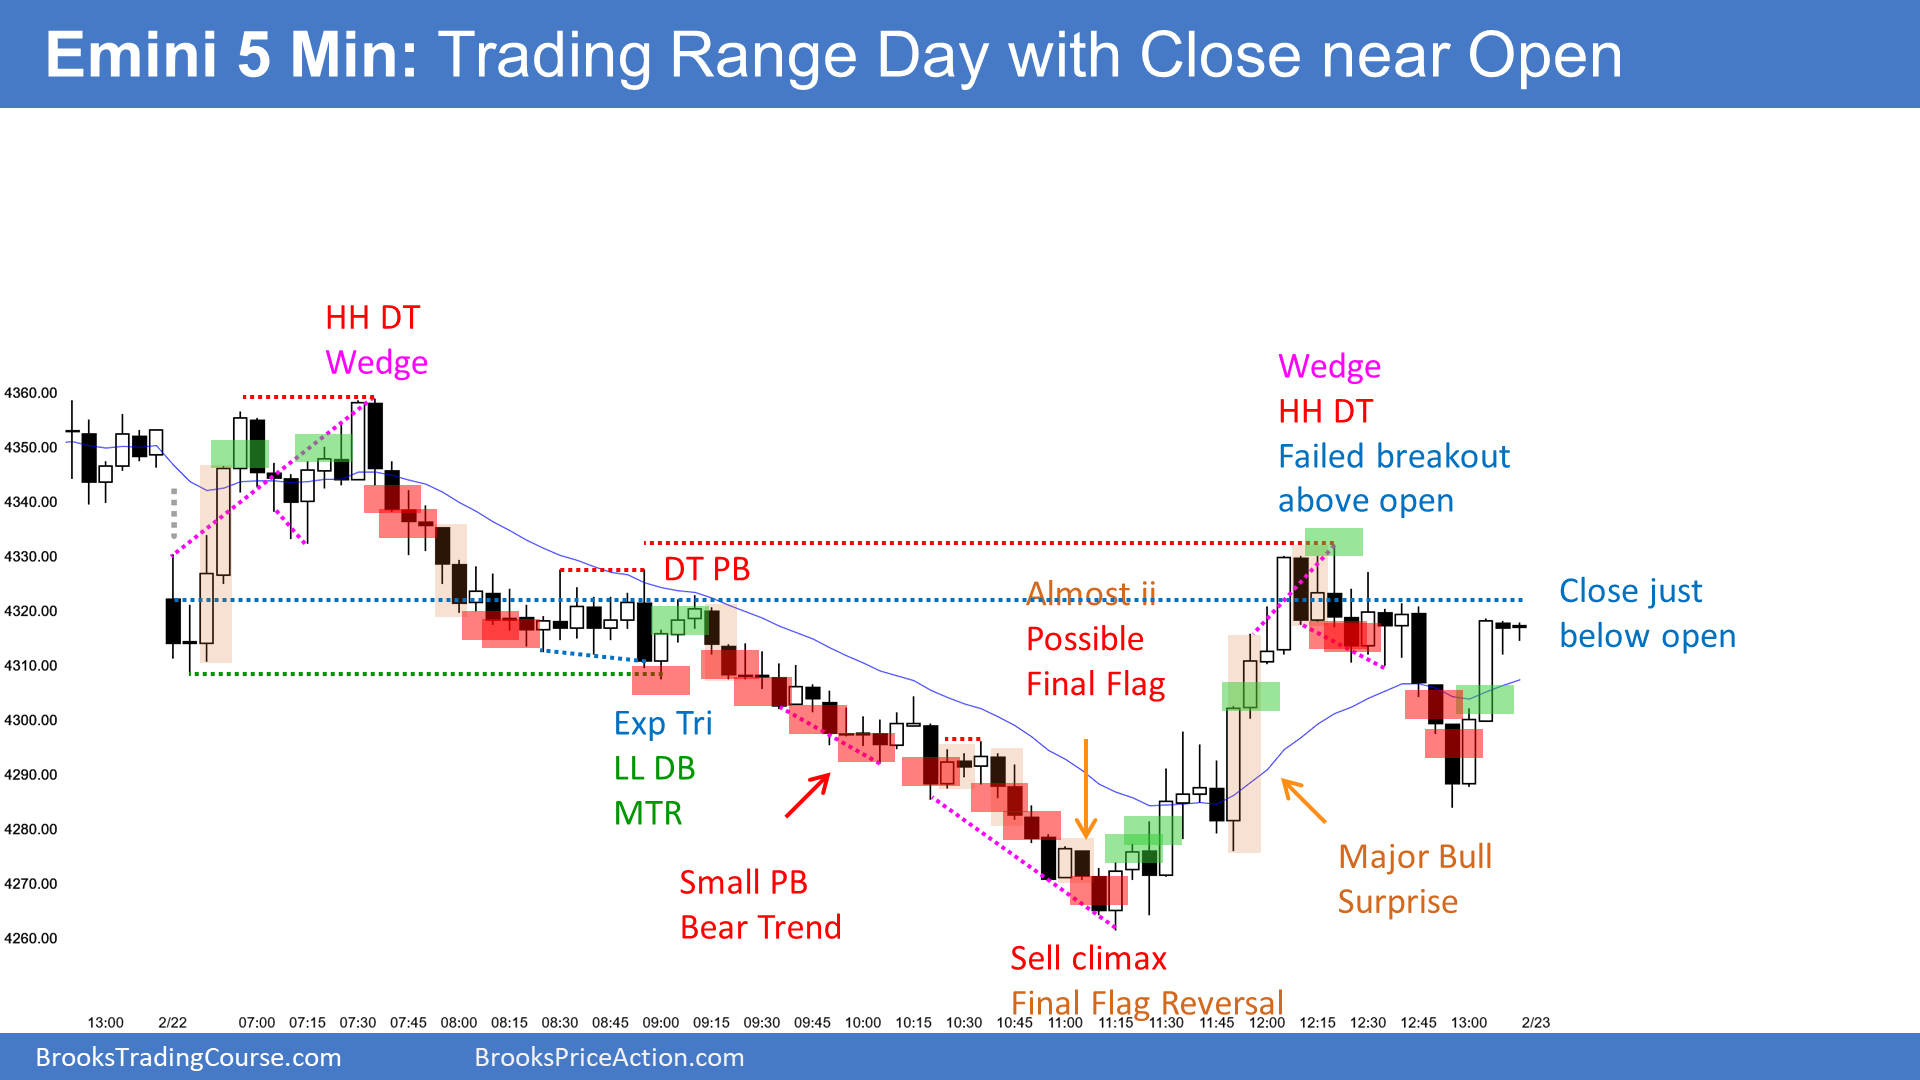 Emini 5 Min: Trading Range Day with Close near Open
HH DT
Wedge
Wedge
HH DT
Failed breakout
above open
4360.00
4350.00
4340.00
4330.00
4320.00
4310.00
4300.00
4290.00
4280.00
4270.00
4260.00
DT PB
Almost ii
Possible
Final Flag
Close just
below open
Exp Tri
LL DB
MTR
Small PB
Bear Trend
Major Bull
Surprise
Sell climax
Final Flag Reversal
13:00 2/22 07:00 07:15 07:30 07:45 08:00 08:15 08:30 08:45 09:00 09:15 09:30 09:45 10:00 10:15 10:30 10:45 11:00 11:15 11:30 11:45 12:00 12:15 12:30 12:45 13:00 2/23
BrooksTradingCourse.com BrooksPriceAction.com